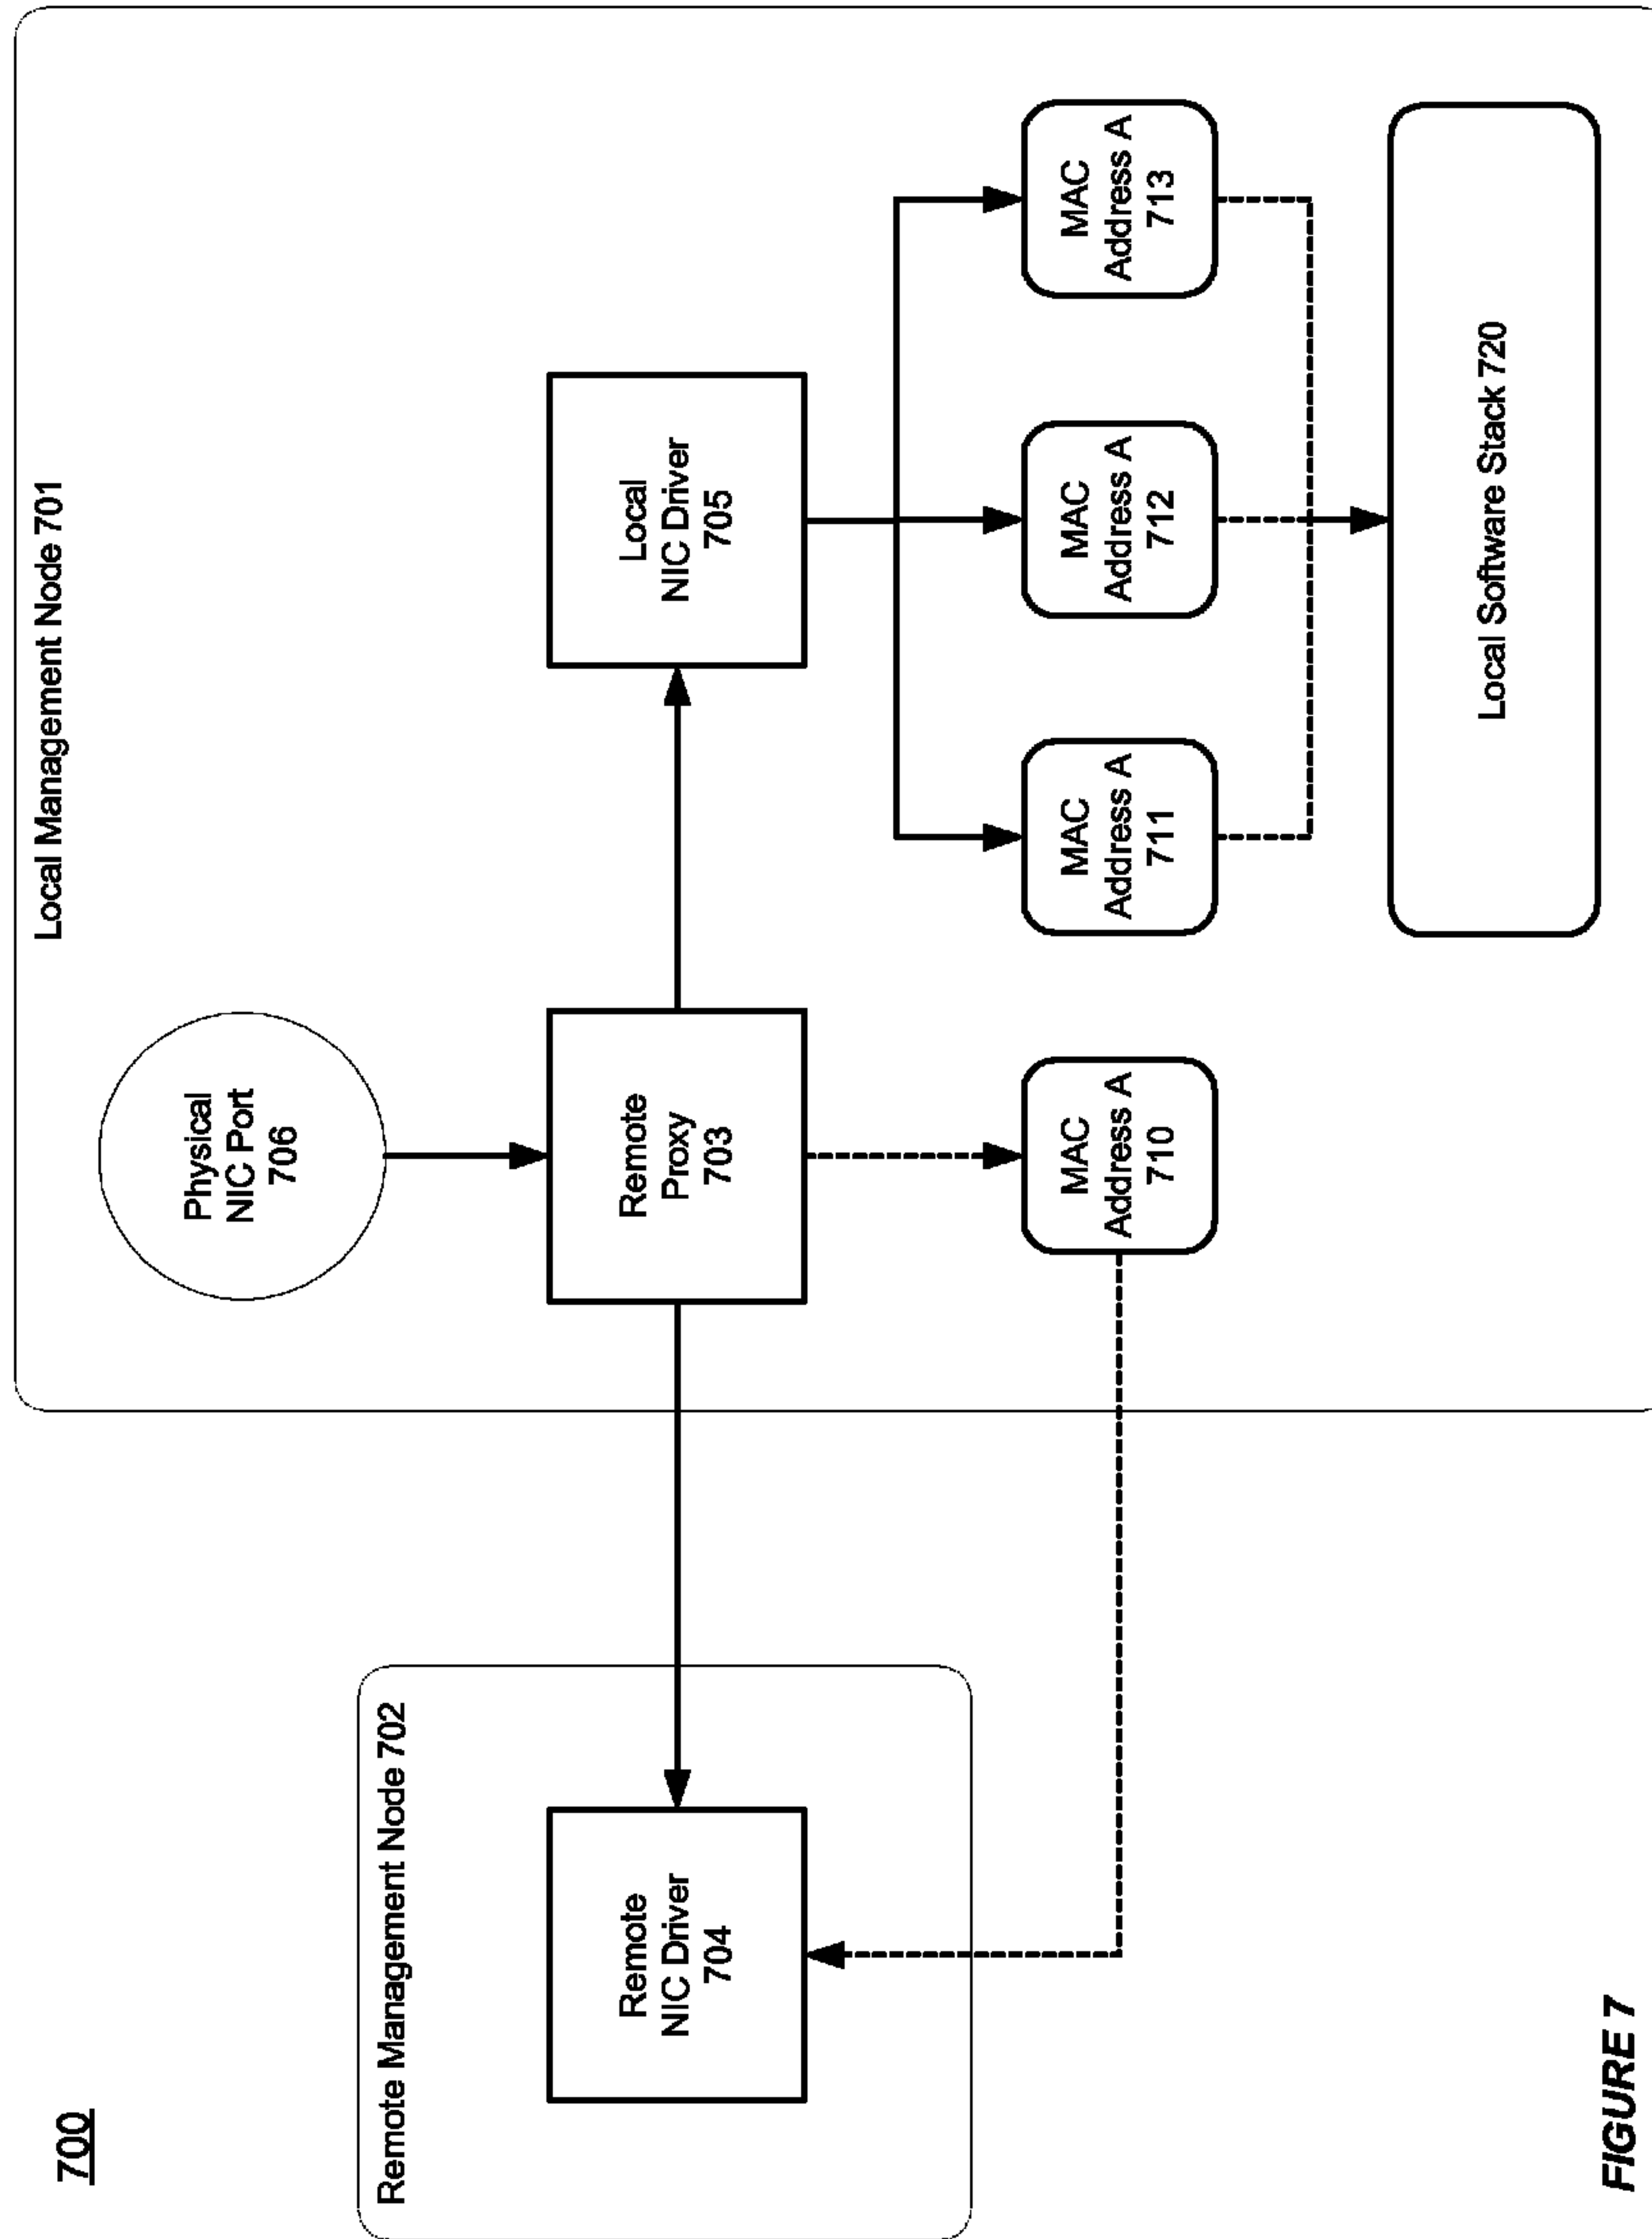 700
Local Management Node 701
Physical
NIC Port
706
Remote Management Node 702
Remote
NIC Driver
704
Remote
Proxy
703
Local
NIC Driver
705
MAC
Address A
710
MAC
Address A
711
MAC
Address A
712
MAC
Address A
713
Local Software Stack 720
FIGURE 7